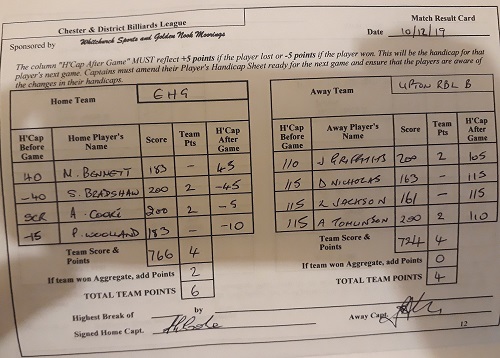 Chester & District Billiards League
Match Result Card
Sponsored by Whitchurch Sports and Golden Nook Moorings
Date 10/12/19
The column "H'Cap After Game" MUST reflect +5 points if the player lost or -5 points if the player won. This will be the handicap for that
player's next game. Captains must amend their Player's Handicap Sheet ready for the next game and ensure that the players are aware of
the changes in their handicaps.
Home Team EHG
Away Team UPTON RBL B
H'Cap Before Game Home Player's Name Score Team Pts H'Cap After Game
40 M. BENNETT 183 - 45
-40 S. BRADSHAW 200 2 -45
SCR A. COOKE 200 2 -5
-15 P. WOOLLAND 183 - -10
Team Score & Points 766 4
If team won Aggregate, add Points 2
TOTAL TEAM POINTS 6
H'Cap Before Game Away Player's Name Score Team Pts H'Cap After Game
110 J GRIFFITHS 200 2 105
115 D NICHOLAS 163 - 115
115 L JACKSON 161 - 115
115 A TOMLINSON 200 2 110
Team Score & Points 724 4
If team won Aggregate, add Points 0
TOTAL TEAM POINTS 4
Highest Break of by
Signed Home Capt.
Away Capt.
12